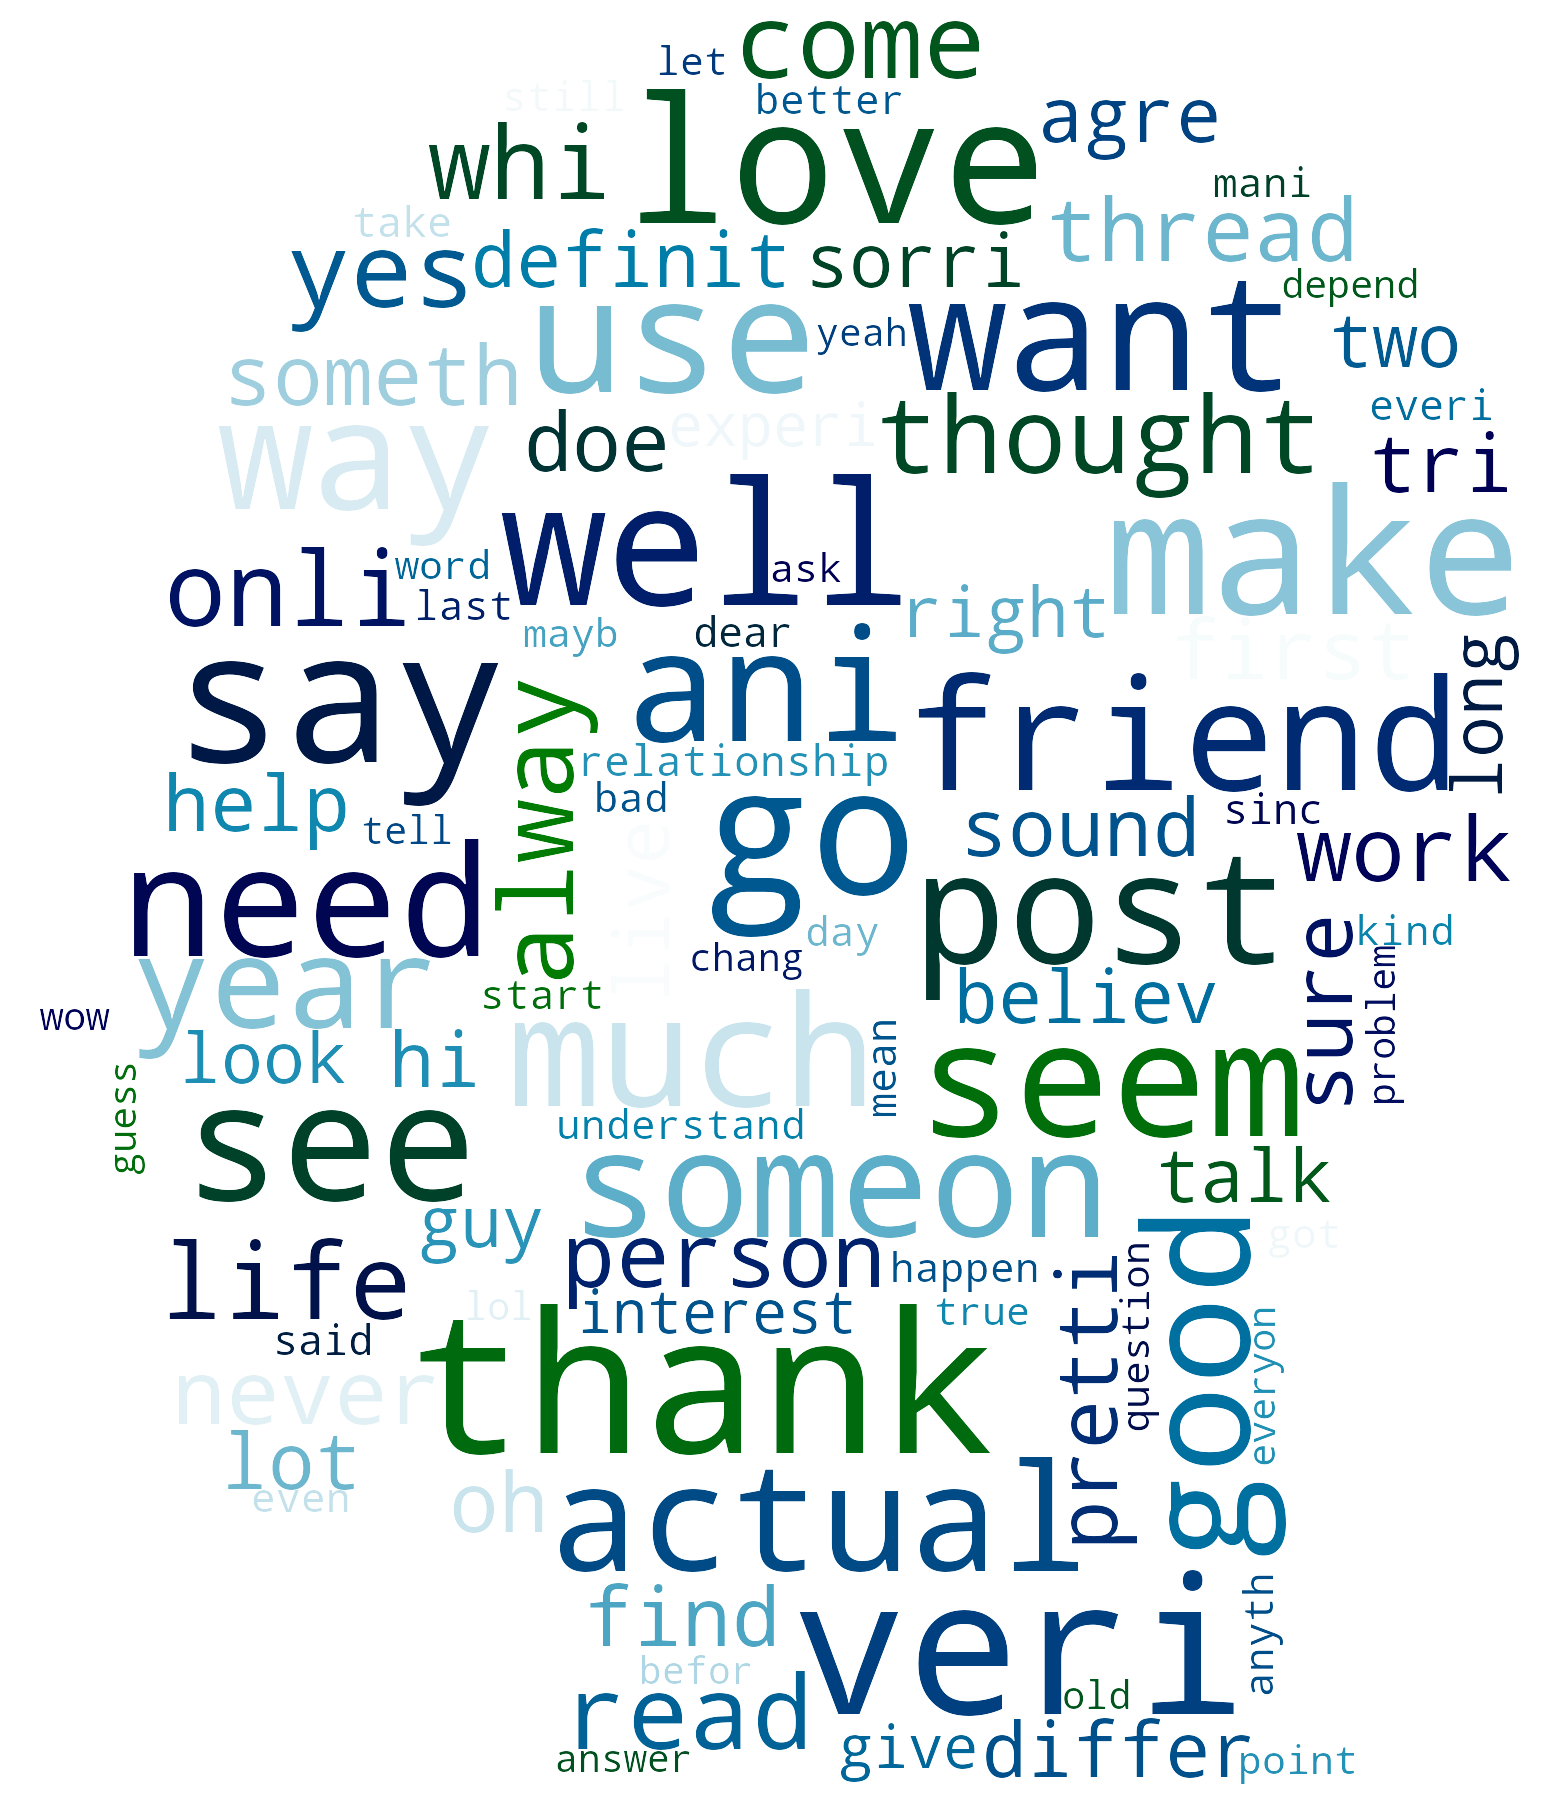 come
let
still
better
love
agre
whi
mani
take
thread
yes
definit
sorri
depend
use
want
yeah
two
someth
everi
way
doe
experi
thought
tri
well
make
onli
word
ask
last
right
mayb
dear
first
long
say
ani
friend
always
relationship
help
bad
go
sound
sinc
tell
live
work
need
post
kind
day
sure
year
chang
problem
start
believ
wow
look
hi
much
mean
seem
guess
see
understand
someon
talk
guy
good
got
life
person
happen
pretti
question
lol
interest
true
everyon
said
thank
never
lot
even
oh
actual
find
veri
anyth
befor
read
old
give
differ
answer
point